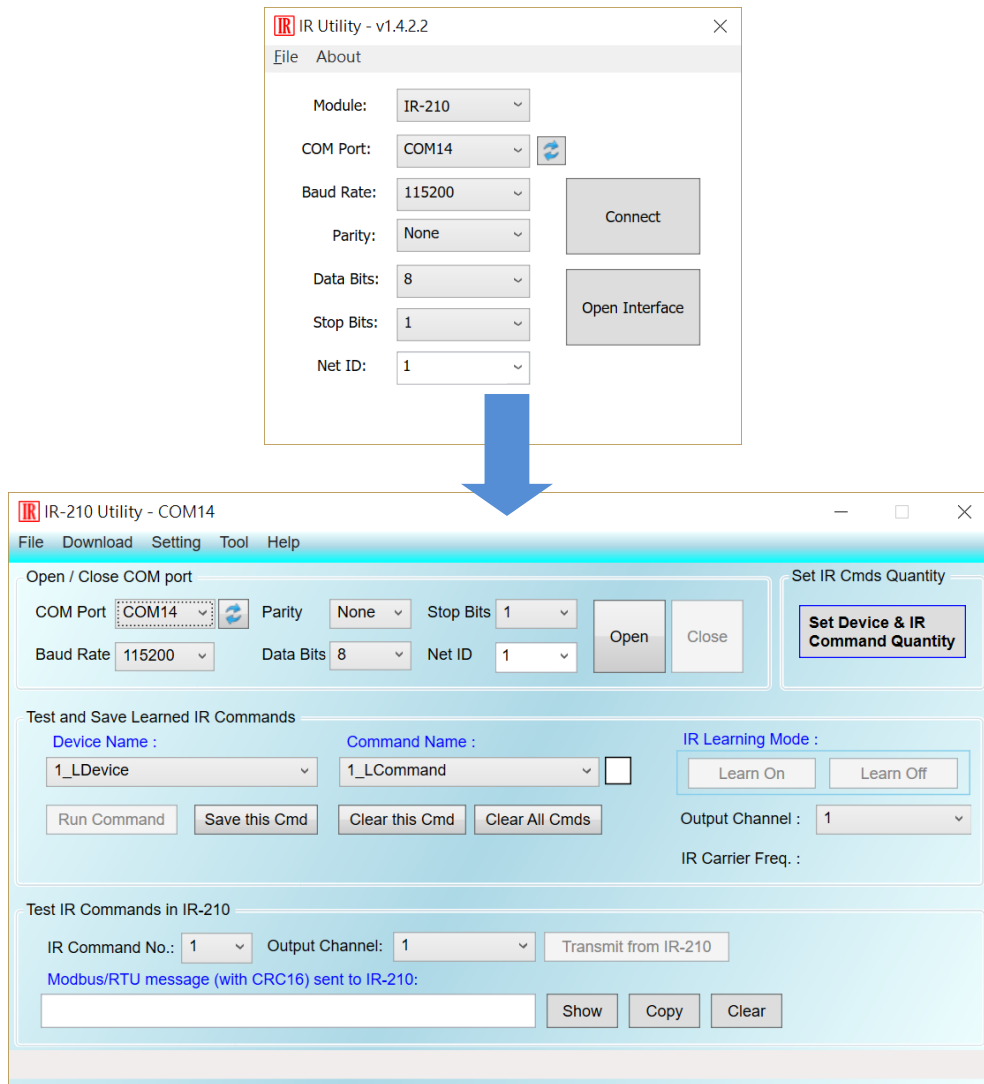 IR IR Utility - v1.4.2.2
File About
Module: IR-210
COM Port: COM14
Baud Rate: 115200
Parity: None
Data Bits: 8
Stop Bits: 1
Net ID: 1
Connect
Open Interface
IR IR-210 Utility - COM14
File Download Setting Tool Help
Open / Close COM port
COM Port COM14 Parity None Stop Bits 1
Baud Rate 115200 Data Bits 8 Net ID 1
Open Close
Set IR Cmds Quantity
Set Device & IR
Command Quantity
Test and Save Learned IR Commands
Device Name : Command Name : IR Learning Mode :
1_LDevice 1_LCommand Learn On Learn Off
Run Command Save this Cmd Clear this Cmd Clear All Cmds Output Channel : 1
IR Carrier Freq. :
Test IR Commands in IR-210
IR Command No.: 1 Output Channel: 1 Transmit from IR-210
Modbus/RTU message (with CRC16) sent to IR-210:
Show Copy Clear